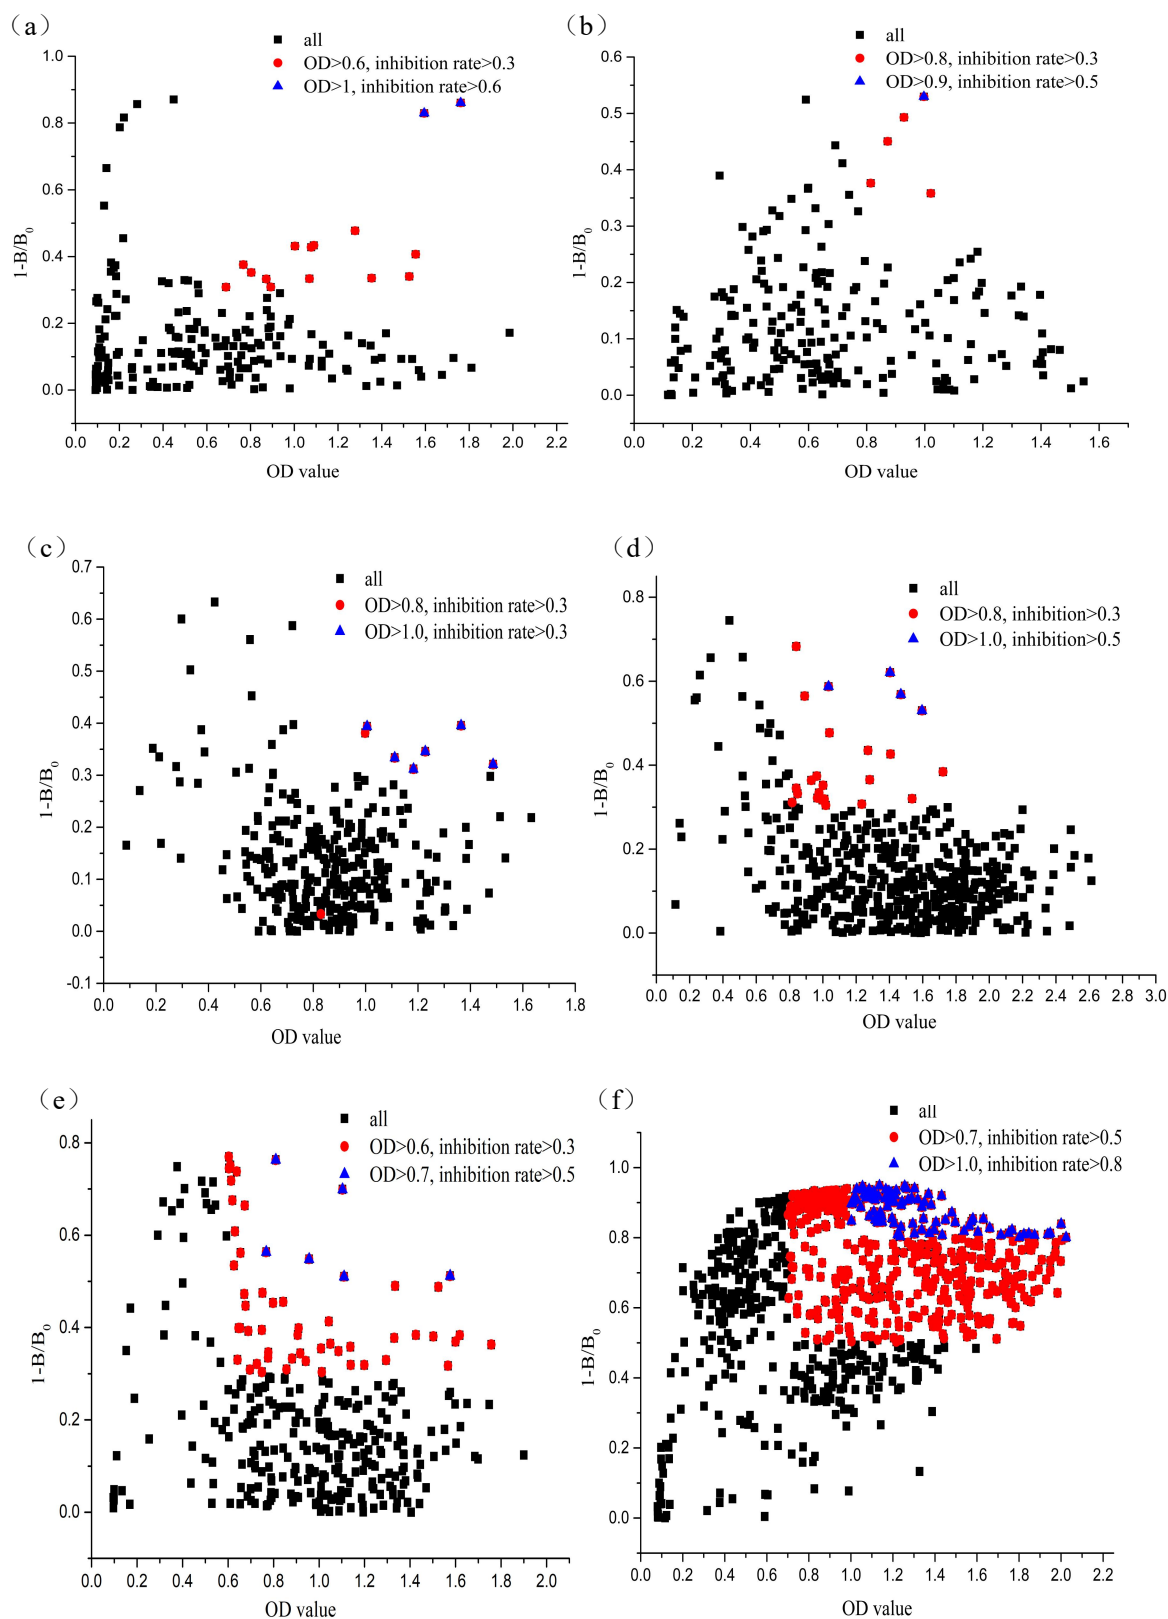 （a）
all
OD>0.6, inhibition rate>0.3
OD>1, inhibition rate>0.6
1.0
0.8
0.6
0.4
0.2
0.0
1-B/B0
0.0 0.2 0.4 0.6 0.8 1.0 1.2 1.4 1.6 1.8 2.0 2.2
OD value
（b）
all
OD>0.8, inhibition rate>0.3
OD>0.9, inhibition rate>0.5
0.6
0.5
0.4
0.3
0.2
0.1
0.0
1-B/B0
0.0 0.2 0.4 0.6 0.8 1.0 1.2 1.4 1.6
OD value
（c）
all
OD>0.8, inhibition rate>0.3
OD>1.0, inhibition rate>0.3
0.7
0.6
0.5
0.4
0.3
0.2
0.1
0.0
-0.1
1-B/B0
0.0 0.2 0.4 0.6 0.8 1.0 1.2 1.4 1.6 1.8
OD value
（d）
all
OD>0.8, inhibition rate>0.3
OD>1.0, inhibition>0.5
0.8
0.6
0.4
0.2
0.0
1-B/B0
0.0 0.2 0.4 0.6 0.8 1.0 1.2 1.4 1.6 1.8 2.0 2.2 2.4 2.6 2.8 3.0
OD value
（e）
all
OD>0.6, inhibition rate>0.3
OD>0.7, inhibition rate>0.5
0.8
0.6
0.4
0.2
0.0
1-B/B0
0.0 0.2 0.4 0.6 0.8 1.0 1.2 1.4 1.6 1.8 2.0
OD value
（f）
all
OD>0.7, inhibition rate>0.5
OD>1.0, inhibition rate>0.8
1.0
0.8
0.6
0.4
0.2
0.0
1-B/B0
0.0 0.2 0.4 0.6 0.8 1.0 1.2 1.4 1.6 1.8 2.0 2.2
OD value